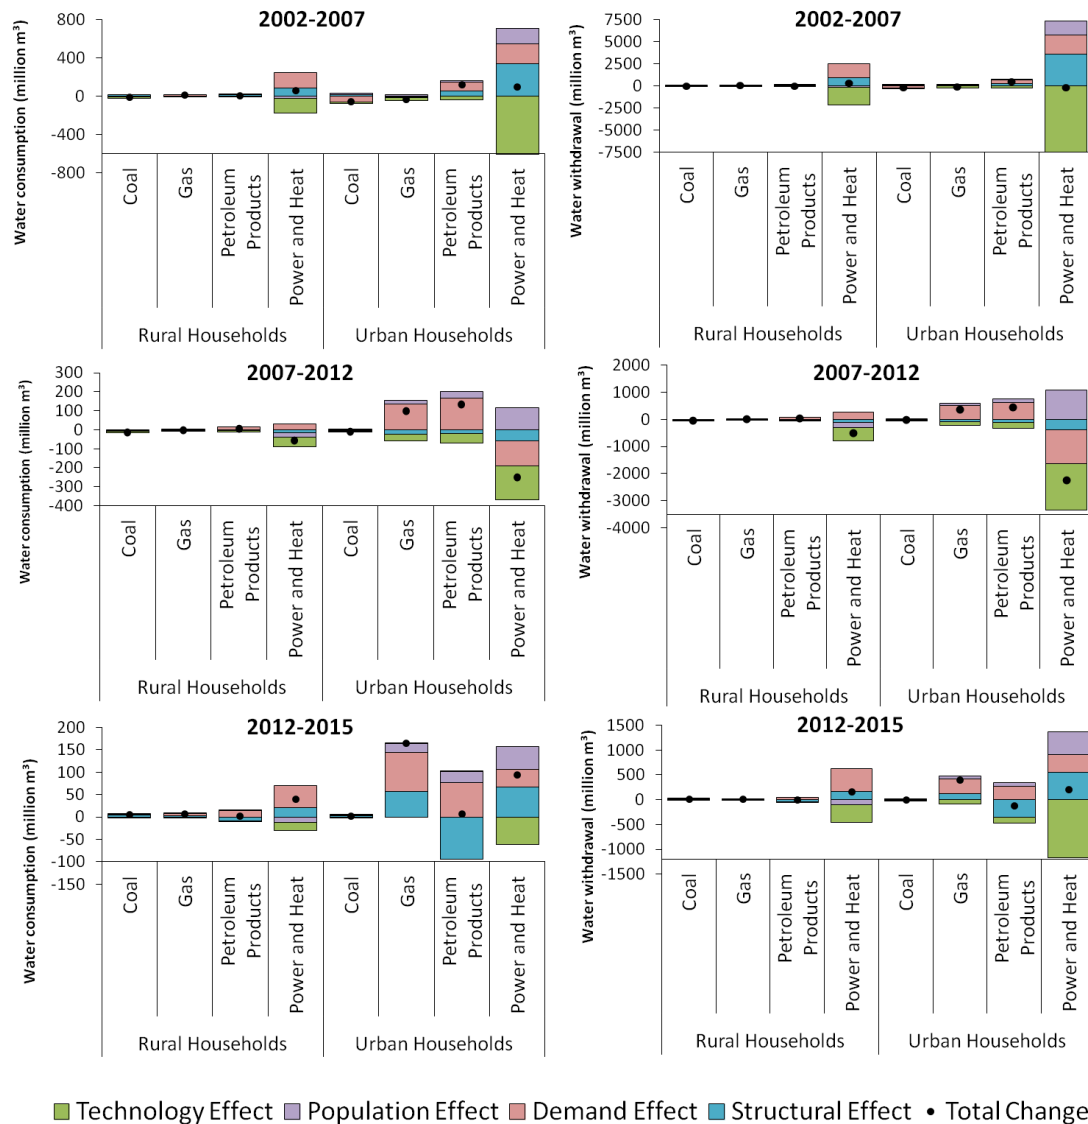 2002-2007
Water consumption (million m³)
800
400
0
-400
-800
Coal
Gas
Petroleum
Products
Power and Heat
Coal
Gas
Petroleum
Products
Power and Heat
Rural Households
Urban Households
2002-2007
Water withdrawal (million m³)
7500
5000
2500
0
-2500
-5000
-7500
Coal
Gas
Petroleum
Products
Power and Heat
Coal
Gas
Petroleum
Products
Power and Heat
Rural Households
Urban Households
2007-2012
Water consumption (million m³)
300
200
100
0
-100
-200
-300
-400
Coal
Gas
Petroleum
Products
Power and Heat
Coal
Gas
Petroleum
Products
Power and Heat
Rural Households
Urban Households
2007-2012
Water withdrawal (million m³)
2000
1000
0
-1000
-2000
-3000
-4000
Coal
Gas
Petroleum
Products
Power and Heat
Coal
Gas
Petroleum
Products
Power and Heat
Rural Households
Urban Households
2012-2015
Water consumption (million m³)
200
150
100
50
0
-50
-100
-150
Coal
Gas
Petroleum
Products
Power and Heat
Coal
Gas
Petroleum
Products
Power and Heat
Rural Households
Urban Households
2012-2015
Water withdrawal (million m³)
1500
1000
500
0
-500
-1000
-1500
Coal
Gas
Petroleum
Products
Power and Heat
Coal
Gas
Petroleum
Products
Power and Heat
Rural Households
Urban Households
Technology Effect Population Effect Demand Effect Structural Effect • Total Change